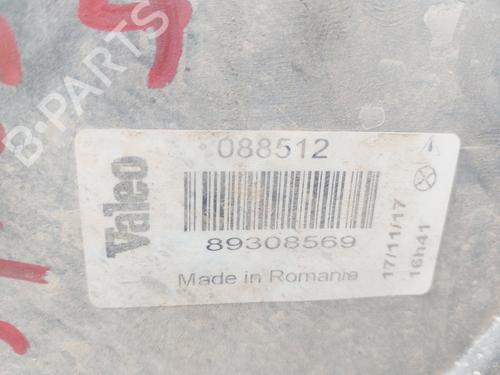 B-PARTS
088512
Valeo
89308569
Made in Romania
17/11/17
16h41